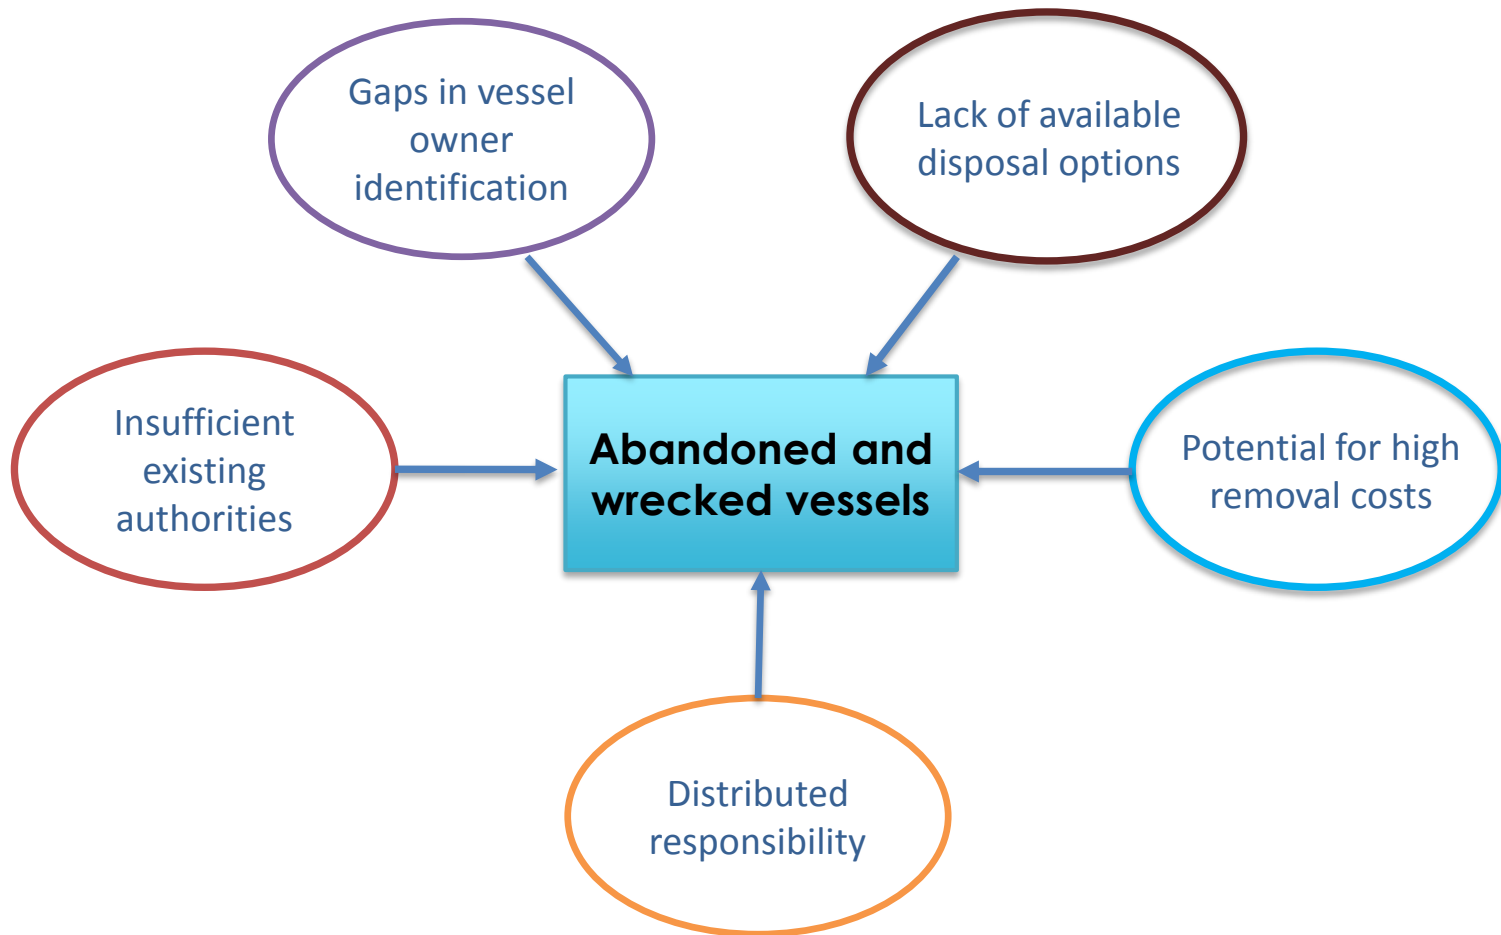 Gaps in vessel
owner
identification
Lack of available
disposal options
Insufficient
existing
authorities
Abandoned and
wrecked vessels
Potential for high
removal costs
Distributed
responsibility